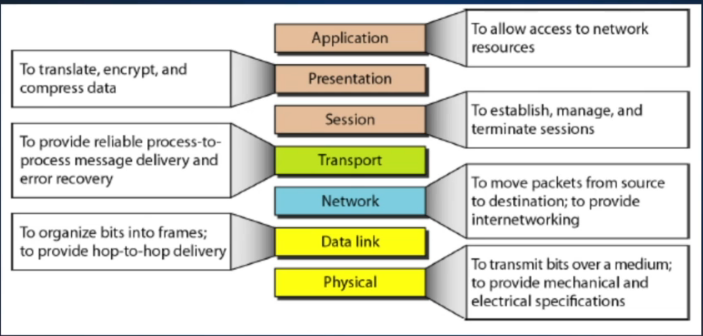 Application
To allow access to network
resources
To translate, encrypt, and
compress data
Presentation
Session
To establish, manage, and
terminate sessions
To provide reliable process-to-
process message delivery and
error recovery
Transport
Network
To move packets from source
to destination; to provide
internetworking
To organize bits into frames;
to provide hop-to-hop delivery
Data link
Physical
To transmit bits over a medium;
to provide mechanical and
electrical specifications